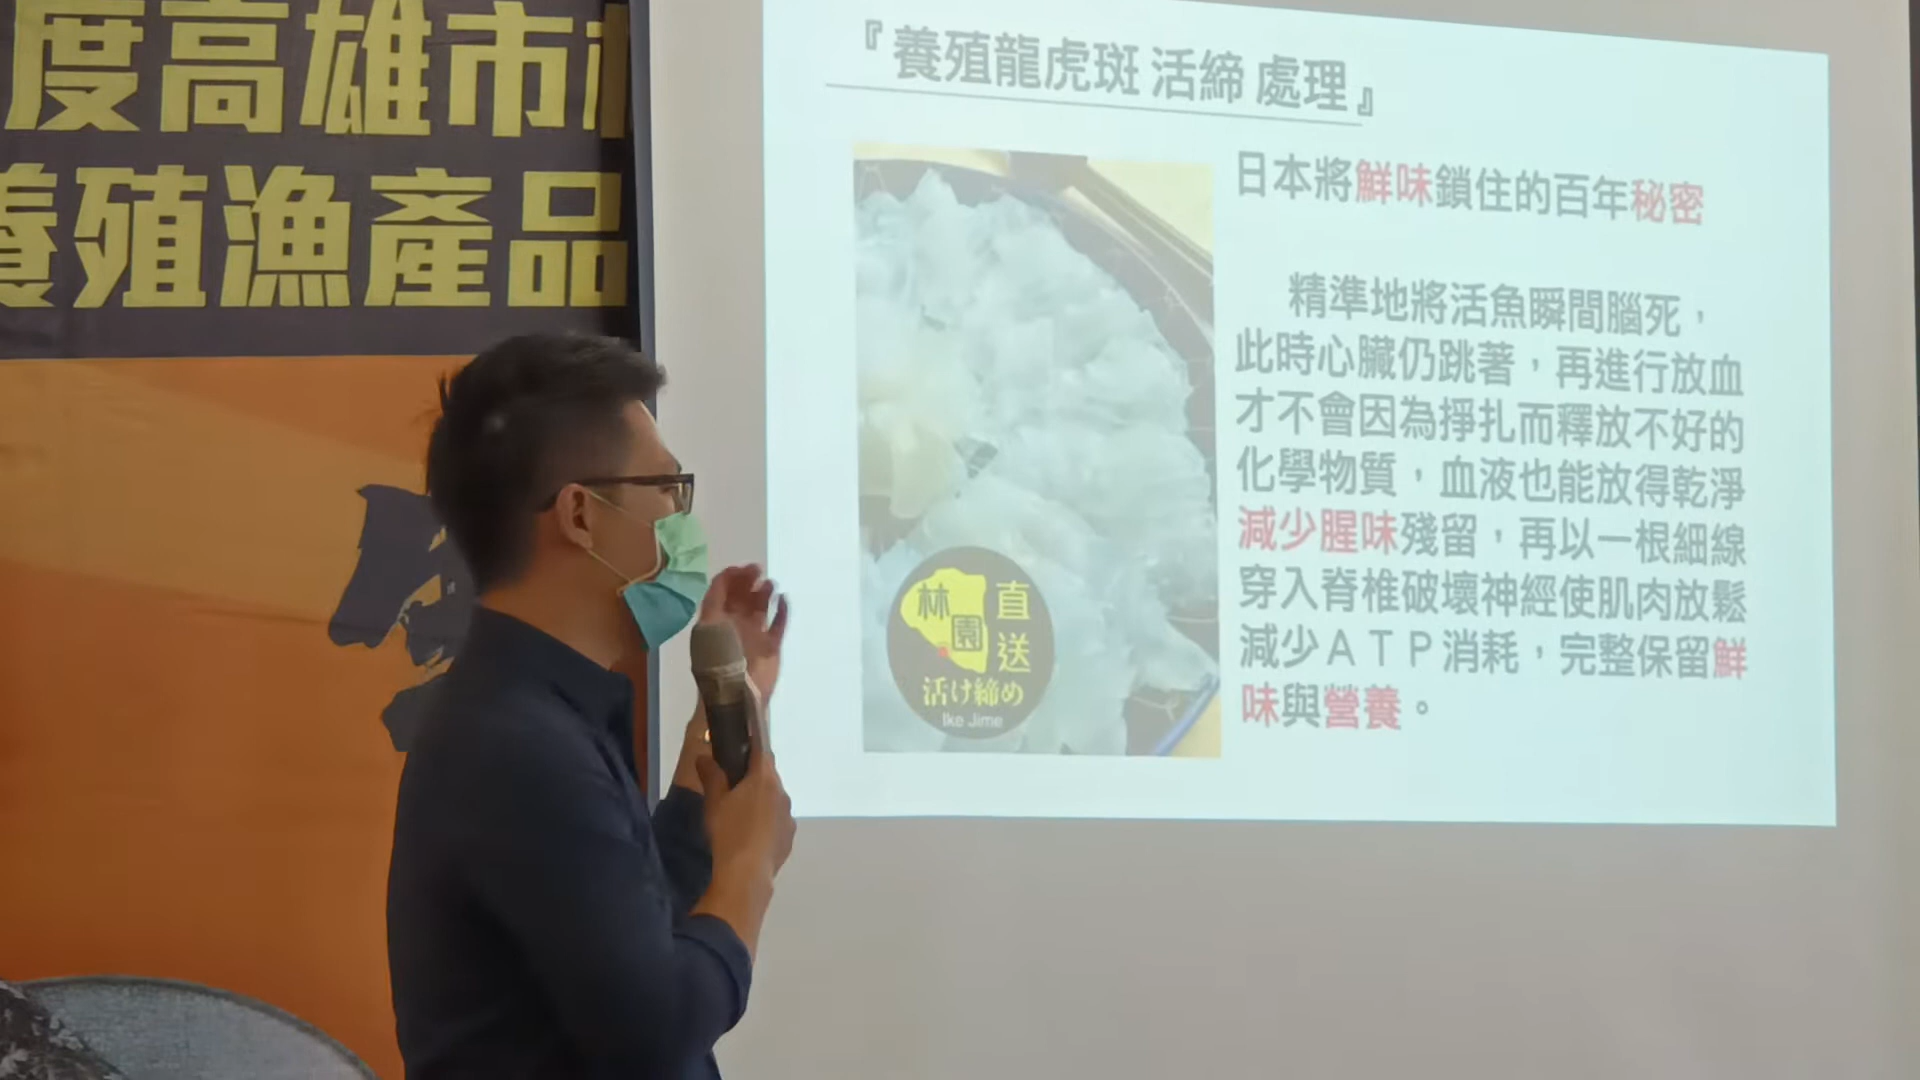 度高雄市
養殖漁產品
『養殖龍虎斑 活締 處理』
日本將鮮味鎖住的百年秘密
精準地將活魚瞬間腦死，
此時心臟仍跳著，再進行放血
才不會因為掙扎而釋放不好的
化學物質，血液也能放得乾淨
減少腥味殘留，再以一根細線
穿入脊椎破壞神經使肌肉放鬆
減少ＡＴＰ消耗，完整保留鮮
味與營養。
林園
直送
活け締め
Ike Jime